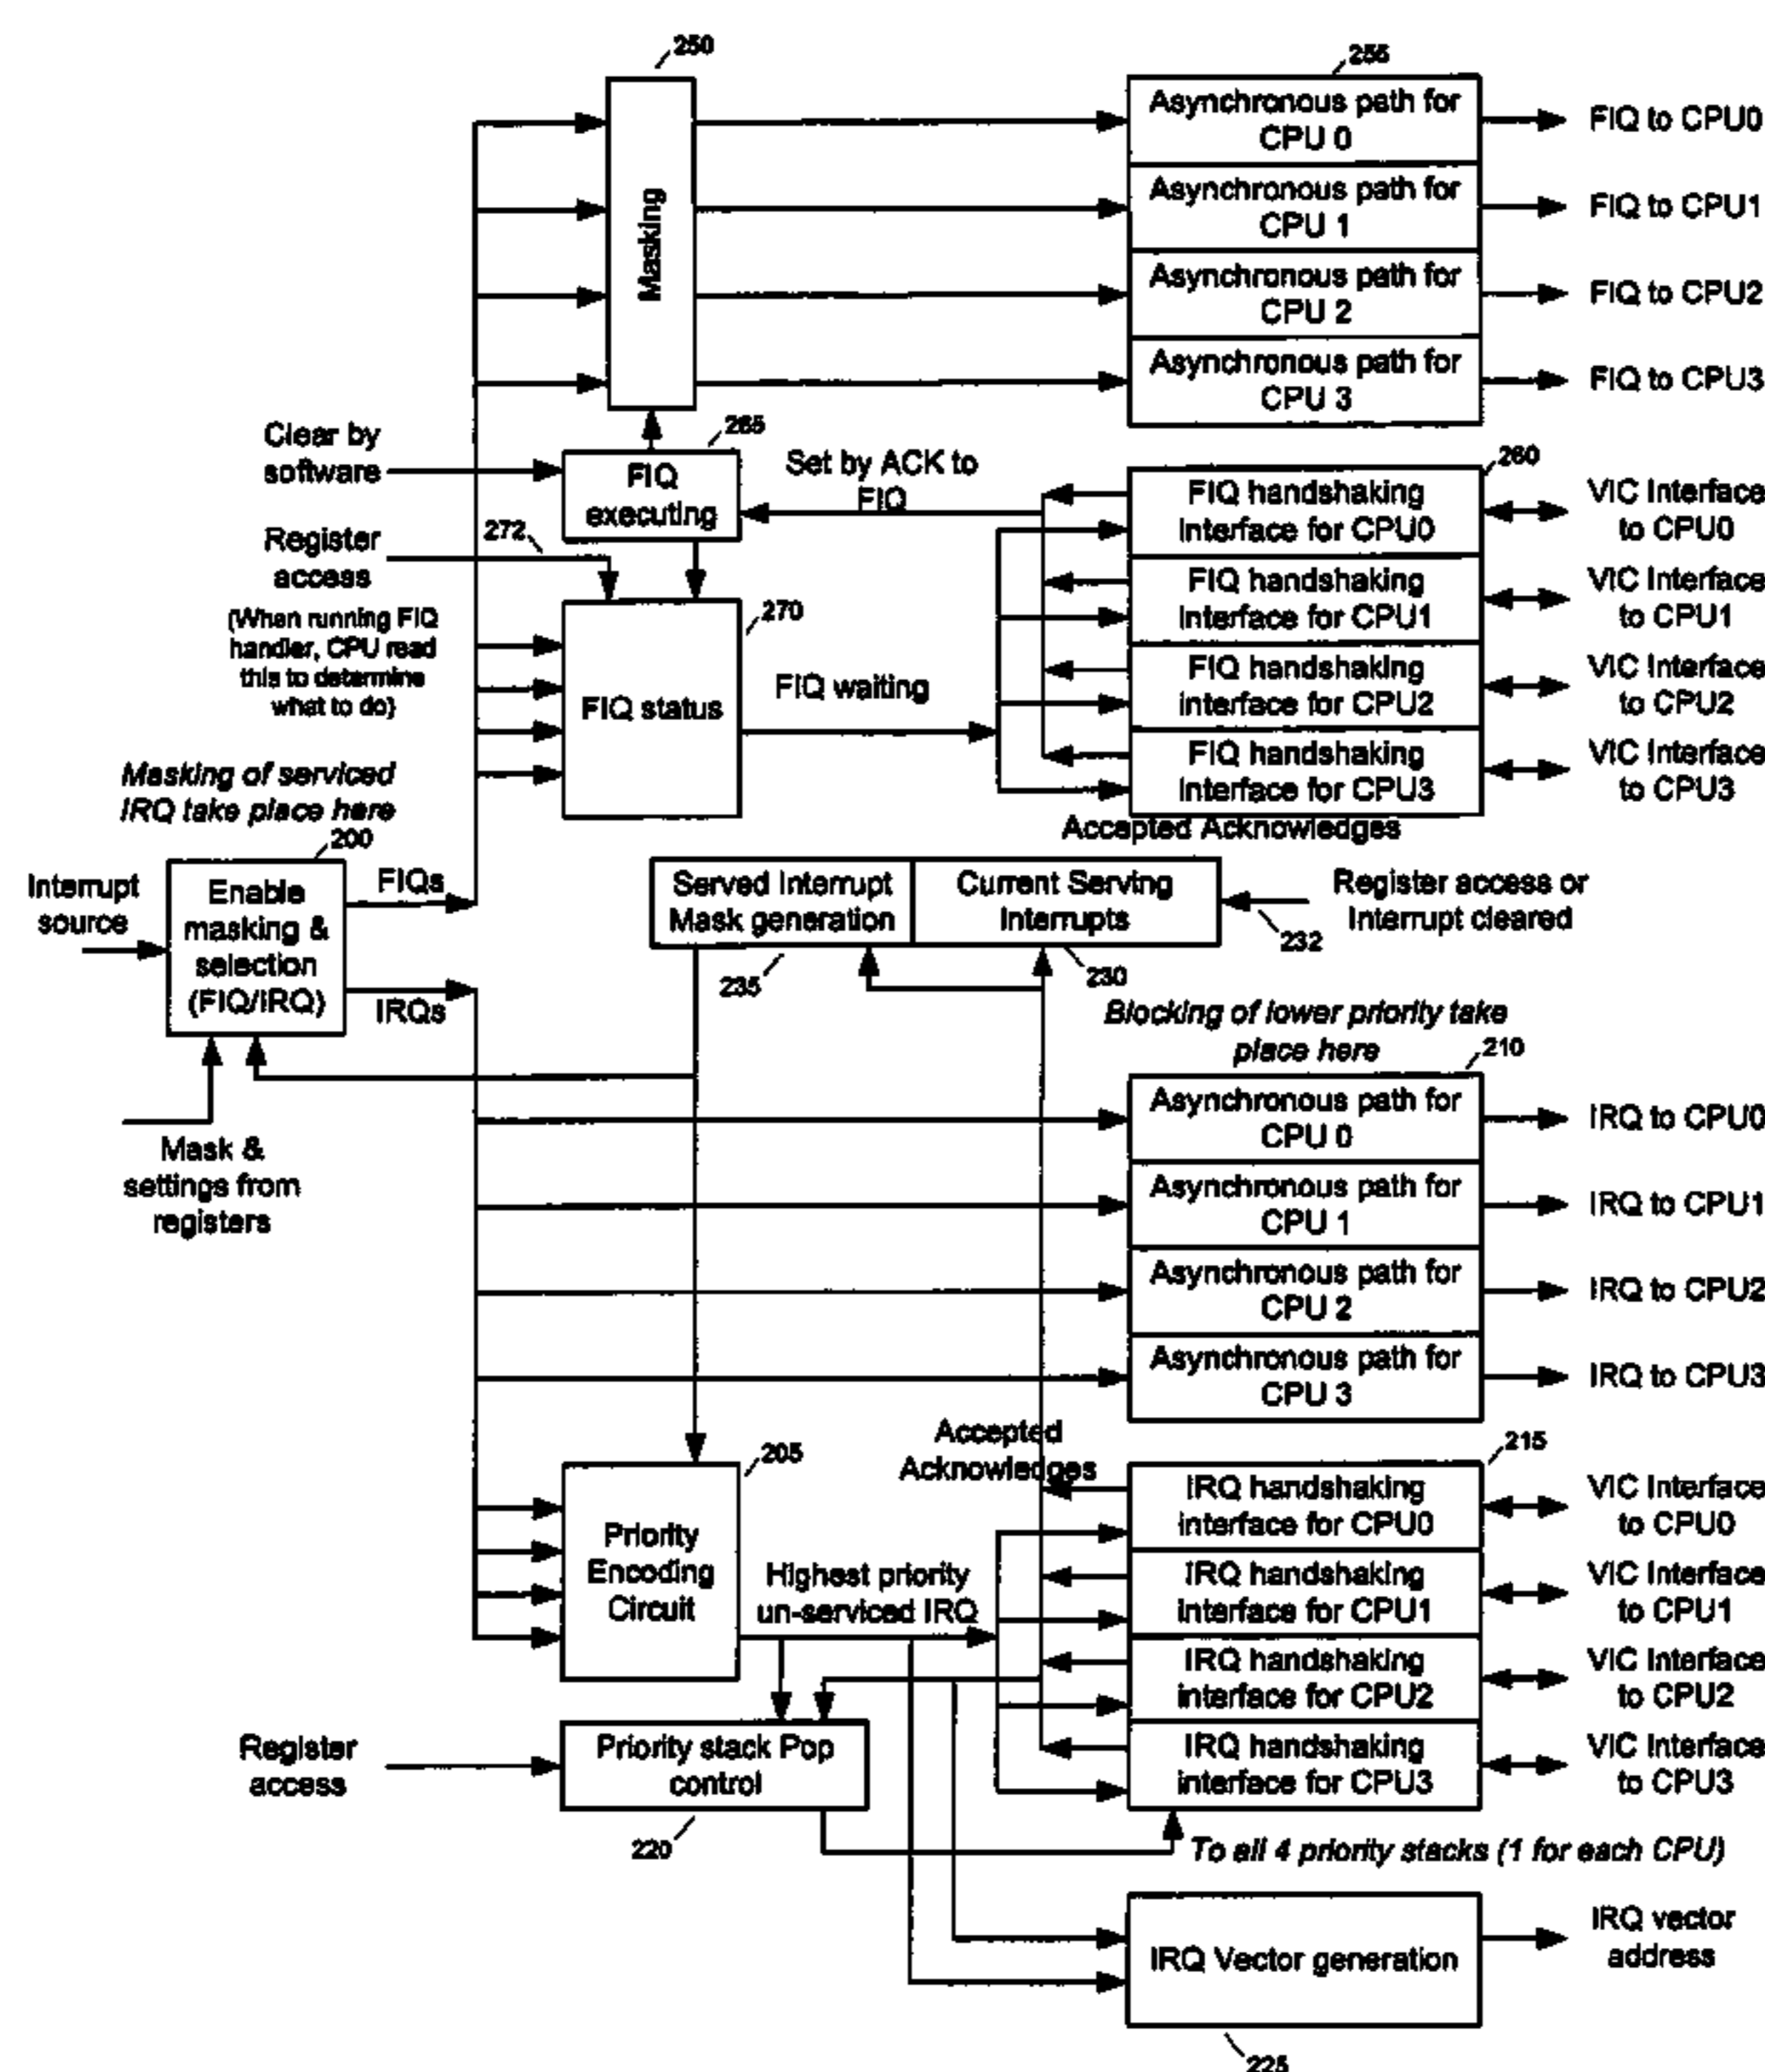 250
Masking
255
Asynchronous path for
CPU 0
FIQ to CPU0
Asynchronous path for
CPU 1
FIQ to CPU1
Asynchronous path for
CPU 2
FIQ to CPU2
Asynchronous path for
CPU 3
FIQ to CPU3
Clear by
software
265
FIQ
executing
Set by ACK to
FIQ
260
FIQ handshaking
interface for CPU0
VIC Interface
to CPU0
FIQ handshaking
interface for CPU1
VIC Interface
to CPU1
FIQ handshaking
interface for CPU2
VIC Interface
to CPU2
FIQ handshaking
interface for CPU3
VIC Interface
to CPU3
Register
access
272
(When running FIQ
handler, CPU read
this to determine
what to do)
270
FIQ status
FIQ waiting
Masking of serviced
IRQ take place here
200
Interrupt
source
Enable
masking &
selection
(FIQ/IRQ)
FIQs
IRQs
Mask &
settings from
registers
Accepted Acknowledges
Served Interrupt
Mask generation
235
Current Serving
Interrupts
230
232
Register access or
Interrupt cleared
Blocking of lower priority take
place here
210
Asynchronous path for
CPU 0
IRQ to CPU0
Asynchronous path for
CPU 1
IRQ to CPU1
Asynchronous path for
CPU 2
IRQ to CPU2
Asynchronous path for
CPU 3
IRQ to CPU3
205
Priority
Encoding
Circuit
Accepted
Acknowledges
Highest priority
un-serviced IRQ
215
IRQ handshaking
interface for CPU0
VIC Interface
to CPU0
IRQ handshaking
interface for CPU1
VIC Interface
to CPU1
IRQ handshaking
interface for CPU2
VIC Interface
to CPU2
IRQ handshaking
interface for CPU3
VIC Interface
to CPU3
Register
access
Priority stack Pop
control
220
To all 4 priority stacks (1 for each CPU)
IRQ Vector generation
IRQ vector
address
225